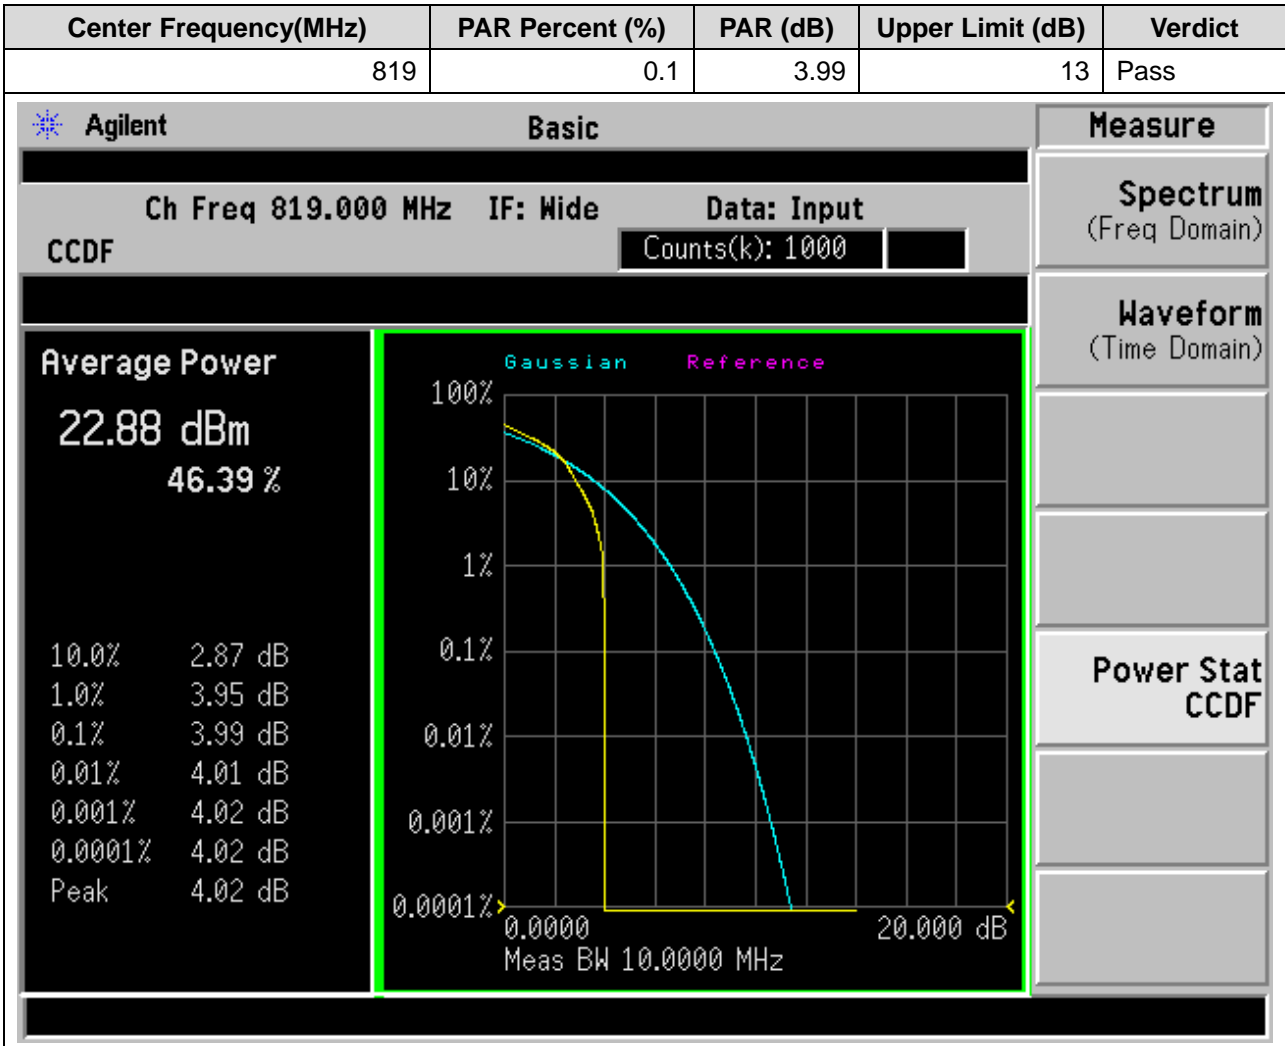 Center Frequency(MHz) PAR Percent (%) PAR (dB) Upper Limit (dB) Verdict
819 0.1 3.99 13 Pass
Agilent Basic Measure
Ch Freq 819.000 MHz IF: Wide Data: Input
CCDF Counts(k): 1000
Spectrum
(Freq Domain)
Waveform
(Time Domain)
Power Stat
CCDF
Average Power
22.88 dBm
46.39 %
10.0% 2.87 dB
1.0% 3.95 dB
0.1% 3.99 dB
0.01% 4.01 dB
0.001% 4.02 dB
0.0001% 4.02 dB
Peak 4.02 dB
Gaussian Reference
100%
10%
1%
0.1%
0.01%
0.001%
0.0001%
0.0000 20.000 dB
Meas BW 10.0000 MHz